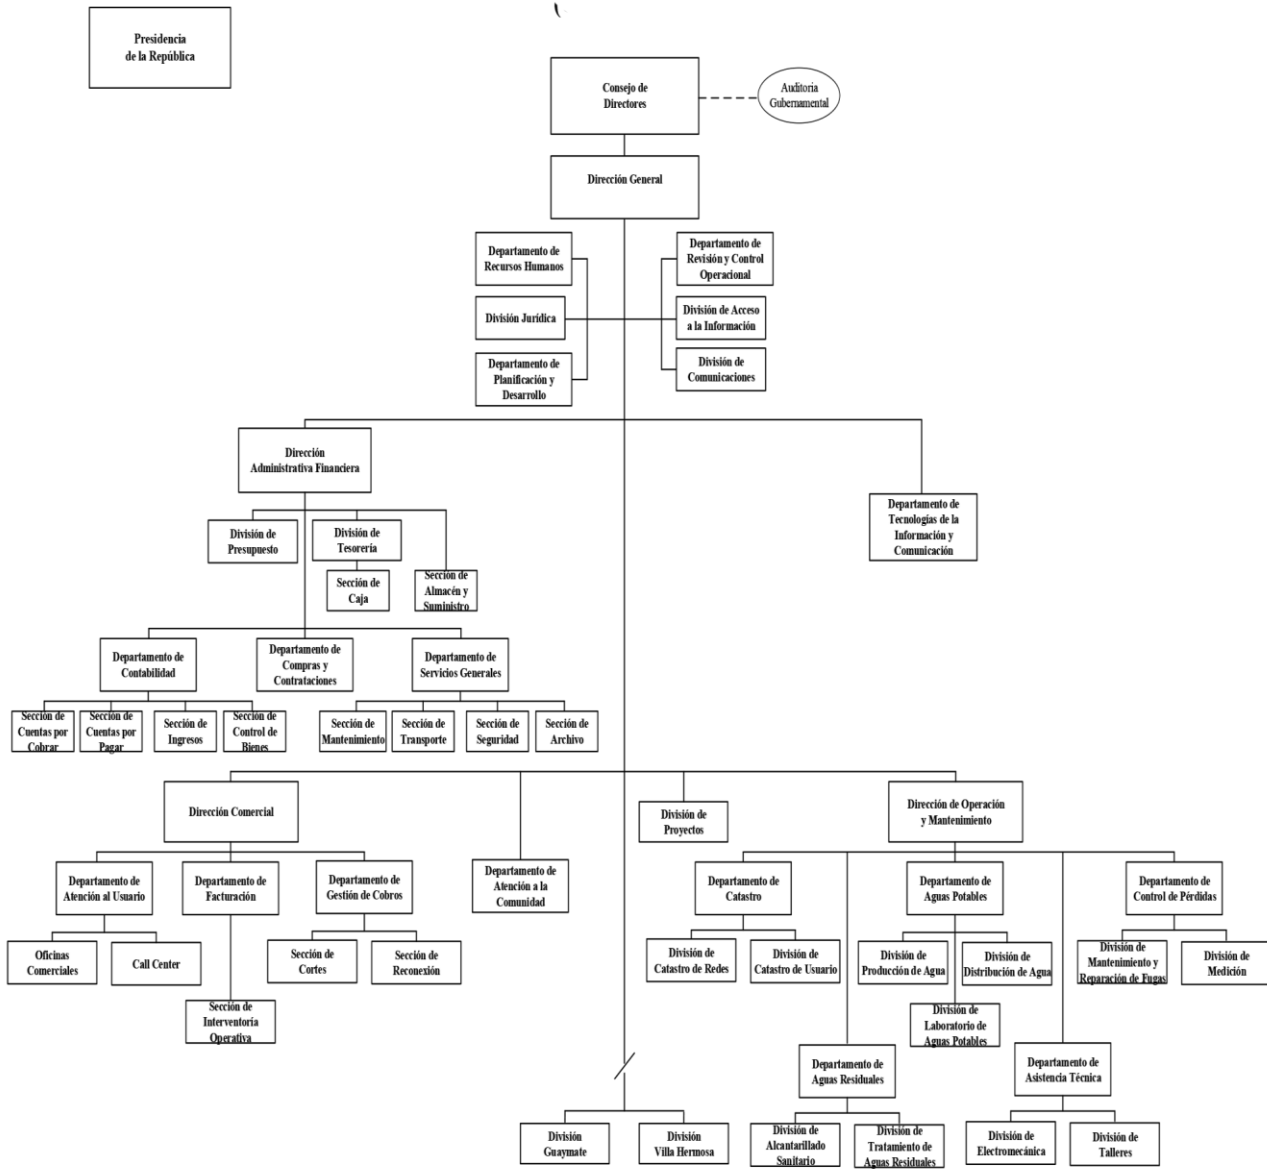 Presidencia
de la República
Consejo de
Directores
Auditoria
Gubernamental
Dirección General
Departamento de
Recursos Humanos
Departamento de
Revisión y Control
Operacional
División Jurídica
División de Acceso
a la Información
Departamento de
Planificación y
Desarrollo
División de
Comunicaciones
Dirección
Administrativa Financiera
Departamento de
Tecnologías de la
Información y
Comunicación
División de
Presupuesto
División de
Tesorería
Sección de
Caja
Sección de
Almacén y
Suministro
Departamento de
Contabilidad
Departamento de
Compras y
Contrataciones
Departamento de
Servicios Generales
Sección de
Cuentas por
Cobrar
Sección de
Cuentas por
Pagar
Sección de
Ingresos
Sección de
Control de
Bienes
Sección de
Mantenimiento
Sección de
Transporte
Sección de
Seguridad
Sección de
Archivo
Dirección Comercial
División de
Proyectos
Dirección de Operación
y Mantenimiento
Departamento de
Atención al Usuario
Departamento de
Facturación
Departamento de
Gestión de Cobros
Departamento de
Atención a la
Comunidad
Departamento de
Catastro
Departamento de
Aguas Potables
Departamento de
Control de Pérdidas
Oficinas
Comerciales
Call Center
Sección de
Cortes
Sección de
Reconexión
División de
Catastro de Redes
División de
Catastro de Usuario
División de
Producción de Agua
División de
Distribución de Agua
División de
Mantenimiento y
Reparación de Fugas
División de
Medición
Sección de
Interventoría
Operativa
División de
Laboratorio de
Aguas Potables
Departamento de
Aguas Residuales
Departamento de
Asistencia Técnica
División
Guaymate
División
Villa Hermosa
División de
Alcantarillado
Sanitario
División de
Tratamiento de
Aguas Residuales
División de
Electromecánica
División de
Talleres